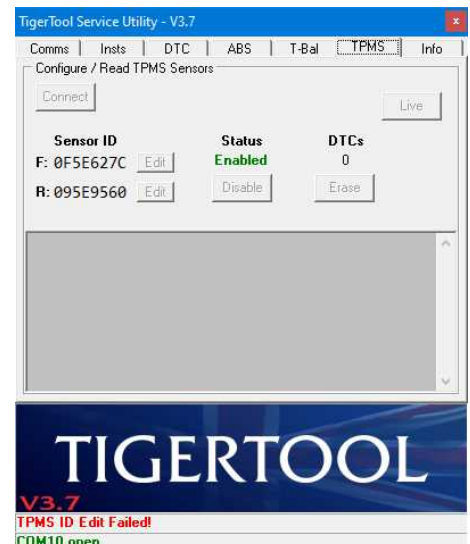 TigerTool Service Utility - V3.7
x
Comms Insts DTC ABS T-Bal TPMS Info
Configure / Read TPMS Sensors
Connect
Live
Sensor ID Status DTCs
F: 0F5E627C Edit Enabled 0
R: 095E9560 Edit Disable Erase
TIGERTOOL
V3.7
TPMS ID Edit Failed!
COM10 open